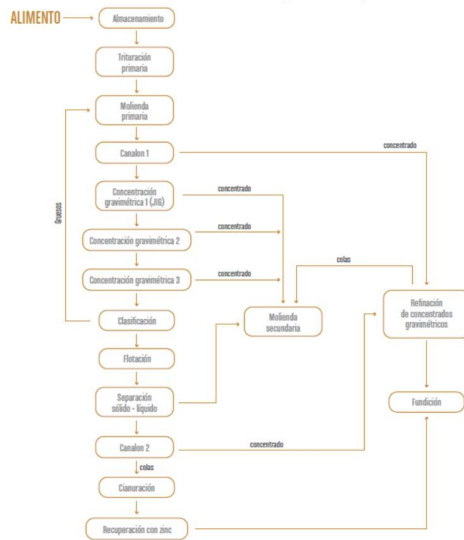 ALIMENTO
Almacenamiento
Trituración
primaria
Molienda
primaria
Canalon 1
concentrado
Concentración
gravimétrica 1 (JIG)
concentrado
Gruesos
Concentración gravimétrica 2
concentrado
Concentración gravimétrica 3
concentrado
colas
Clasificación
Molienda
secundaria
Refinación
de concentrados
gravimétricos
Flotación
Separación
sólido - líquido
Fundición
Canalon 2
concentrado
colas
Cianuración
Recuperación con zinc